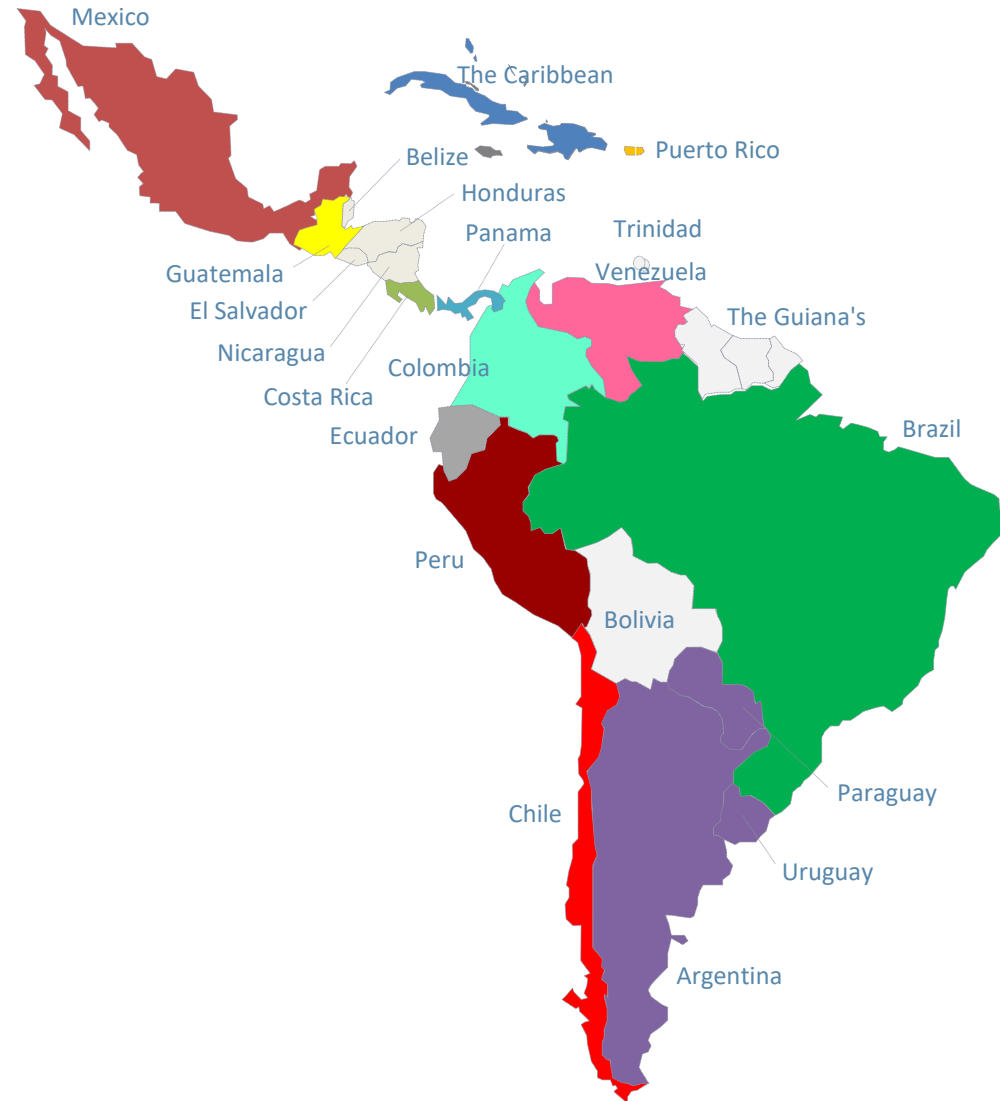 Mexico
The Caribbean
Puerto Rico
Belize
Honduras
Panama
Trinidad
Venezuela
Guatemala
El Salvador
The Guiana's
Nicaragua
Colombia
Costa Rica
Ecuador
Brazil
Peru
Bolivia
Paraguay
Chile
Uruguay
Argentina